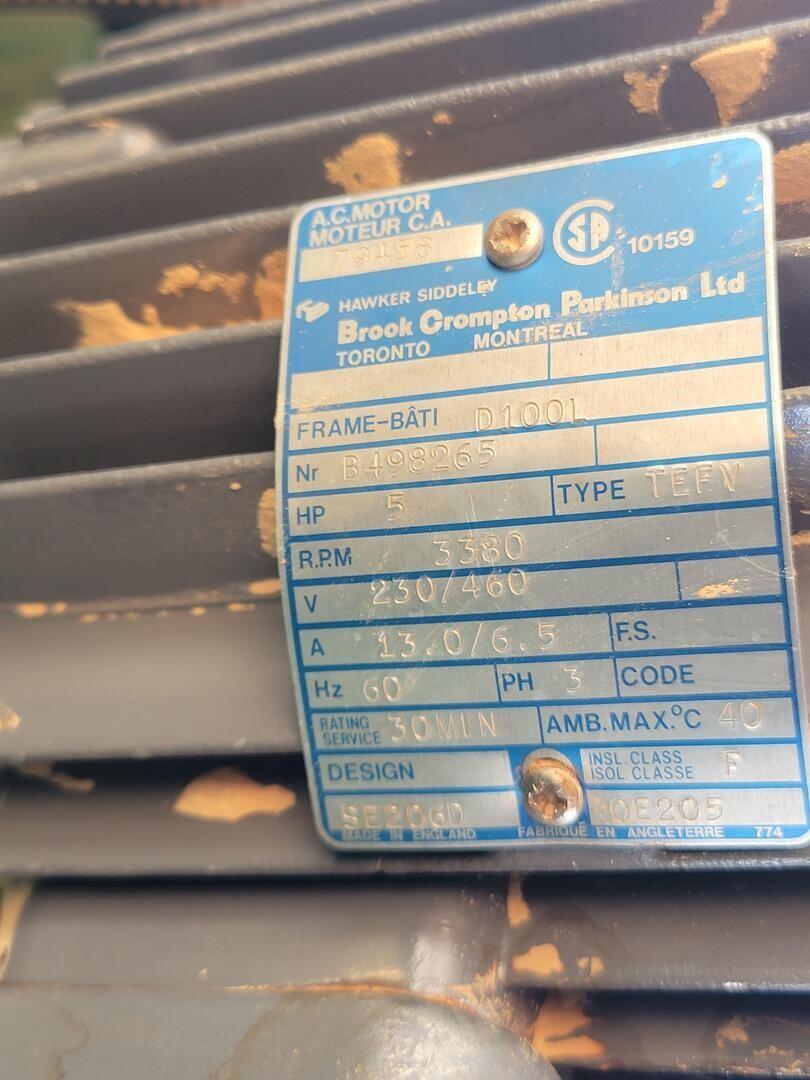 A.C.MOTOR
MOTEUR C.A.
79458
CSA 10159
HAWKER SIDDELEY
Brook Crompton Parkinson Ltd
TORONTO MONTREAL
FRAME-BÂTI D100L
Nr B498265
HP 5 TYPE TEFV
R.P.M 3380
V 230/460
A 13.0/6.5 F.S.
Hz 60 PH 3 CODE
RATING SERVICE 30MIN AMB.MAX.°C 40
DESIGN INSL.CLASS ISOL.CLASSE F
SE206D
MADE IN ENGLAND FABRIQUÉ EN ANGLETERRE 774